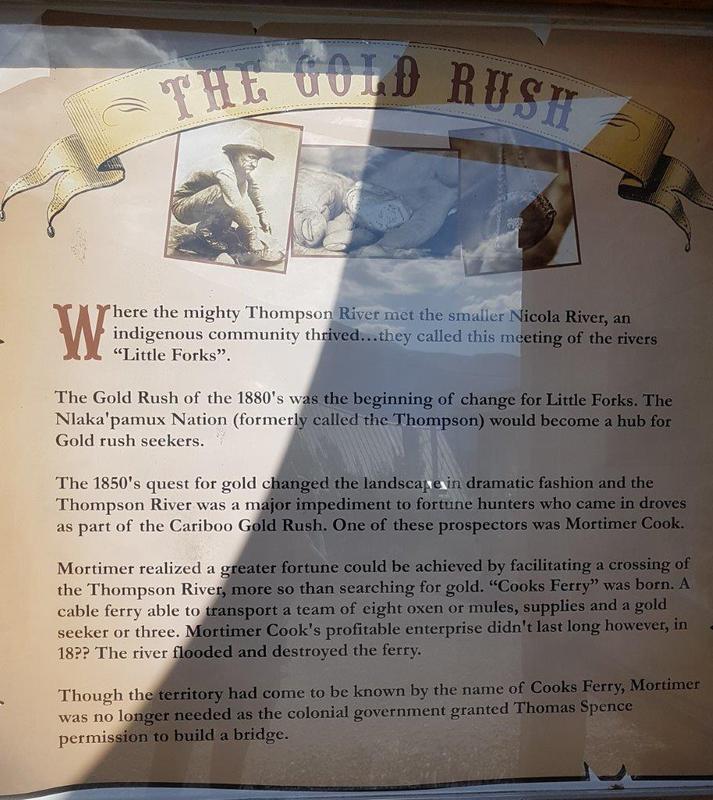 THE GOLD RUSH
Where the mighty Thompson River met the smaller Nicola River, an
indigenous community thrived...they called this meeting of the rivers
“Little Forks”.
The Gold Rush of the 1880's was the beginning of change for Little Forks. The
Nlaka'pamux Nation (formerly called the Thompson) would become a hub for
Gold rush seekers.
The 1850's quest for gold changed the landscape in dramatic fashion and the
Thompson River was a major impediment to fortune hunters who came in droves
as part of the Cariboo Gold Rush. One of these prospectors was Mortimer Cook.
Mortimer realized a greater fortune could be achieved by facilitating a crossing of
the Thompson River, more so than searching for gold. “Cooks Ferry” was born. A
cable ferry able to transport a team of eight oxen or mules, supplies and a gold
seeker or three. Mortimer Cook's profitable enterprise didn't last long however, in
18?? The river flooded and destroyed the ferry.
Though the territory had come to be known by the name of Cooks Ferry, Mortimer
was no longer needed as the colonial government granted Thomas Spence
permission to build a bridge.